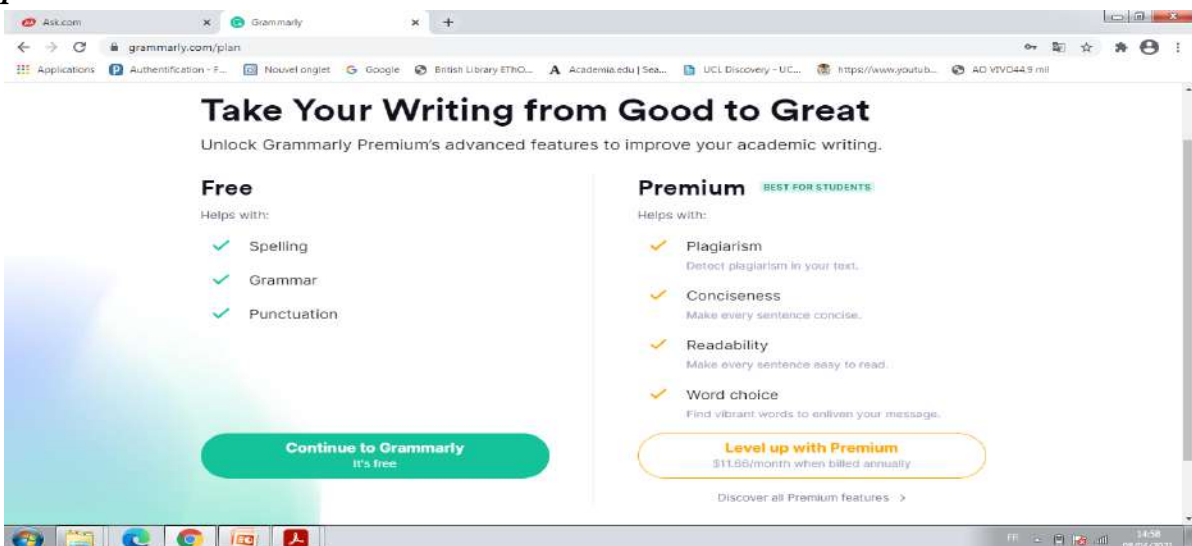 Ask.com
Grammarly
grammarly.com/plan
Applications
Authentification - F...
Nouvel onglet
Google
British Library EThO...
Academia.edu | Sea...
UCL Discovery - UC...
https://www.youtub...
AO VIVO44.9 mil
Take Your Writing from Good to Great
Unlock Grammarly Premium's advanced features to improve your academic writing.
Free
Helps with:
Spelling
Grammar
Punctuation
Continue to Grammarly
It's free
Premium BEST FOR STUDENTS
Helps with:
Plagiarism
Detect plagiarism in your text.
Conciseness
Make every sentence concise.
Readability
Make every sentence easy to read.
Word choice
Find vibrant words to enliven your message.
Level up with Premium
$11.66/month when billed annually
Discover all Premium features >
FR
14:58